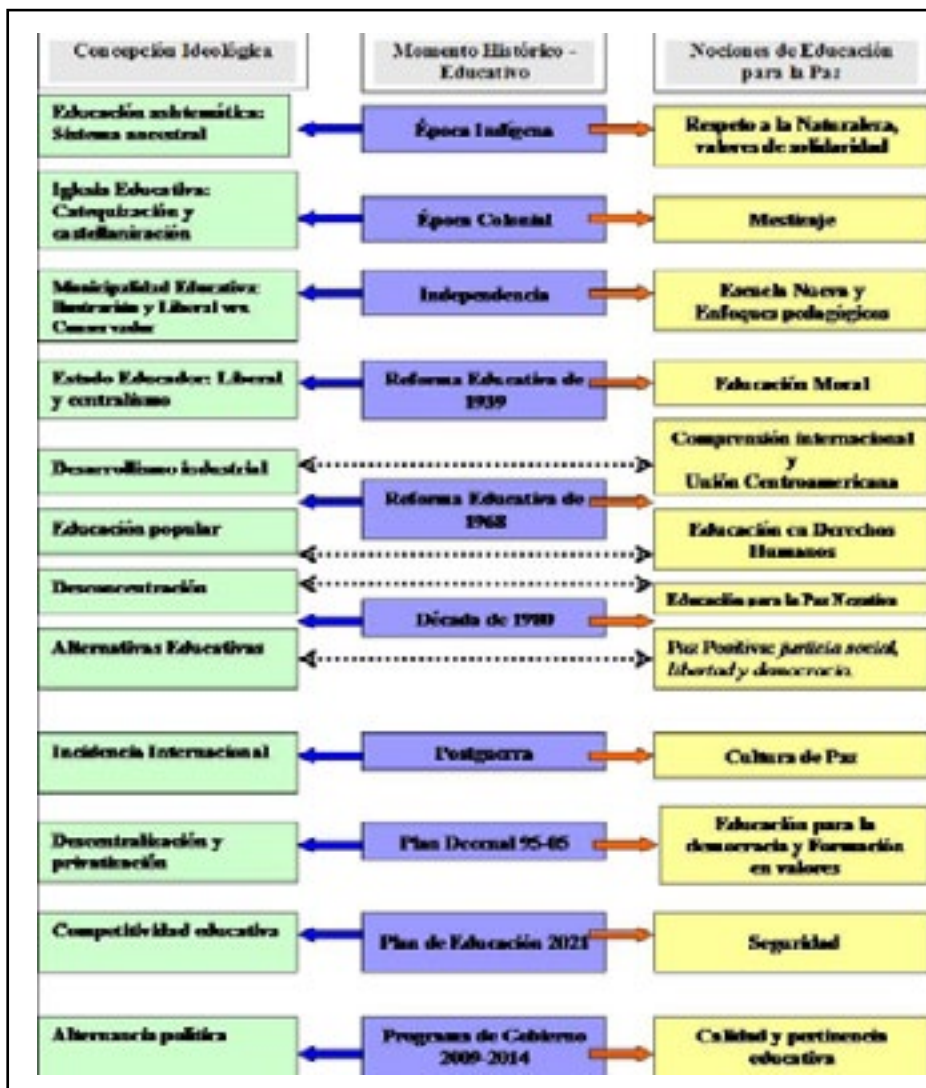 Concepción Ideológica
Momento Histórico -
Educativo
Nociones de Educación
para la Paz
Educación asistemática:
Sistema ancestral
Época Indígena
Respeto a la Naturaleza,
valores de solidaridad
Iglesia Educativa:
Catequización y
castellanización
Época Colonial
Mestizaje
Municipalidad Educativa:
Ilustración y Liberal vrs
Conservador
Independencia
Escuela Nueva y
Enfoques pedagógicos
Estado Educador: Liberal
y centralismo
Reforma Educativa de
1939
Educación Moral
Desarrollismo industrial
Comprensión internacional
y
Unión Centroamericana
Reforma Educativa de
1968
Educación popular
Educación en Derechos
Humanos
Desconcentración
Educación para la Paz Negativa
Década de 1980
Alternativas Educativas
Paz Positiva: justicia social,
libertad y democracia.
Incidencia Internacional
Postguerra
Cultura de Paz
Descentralización y
privatización
Plan Decenal 95-05
Educación para la
democracia y Formación
en valores
Competitividad educativa
Plan de Educación 2021
Seguridad
Alternancia política
Programa de Gobierno
2009-2014
Calidad y pertinencia
educativa